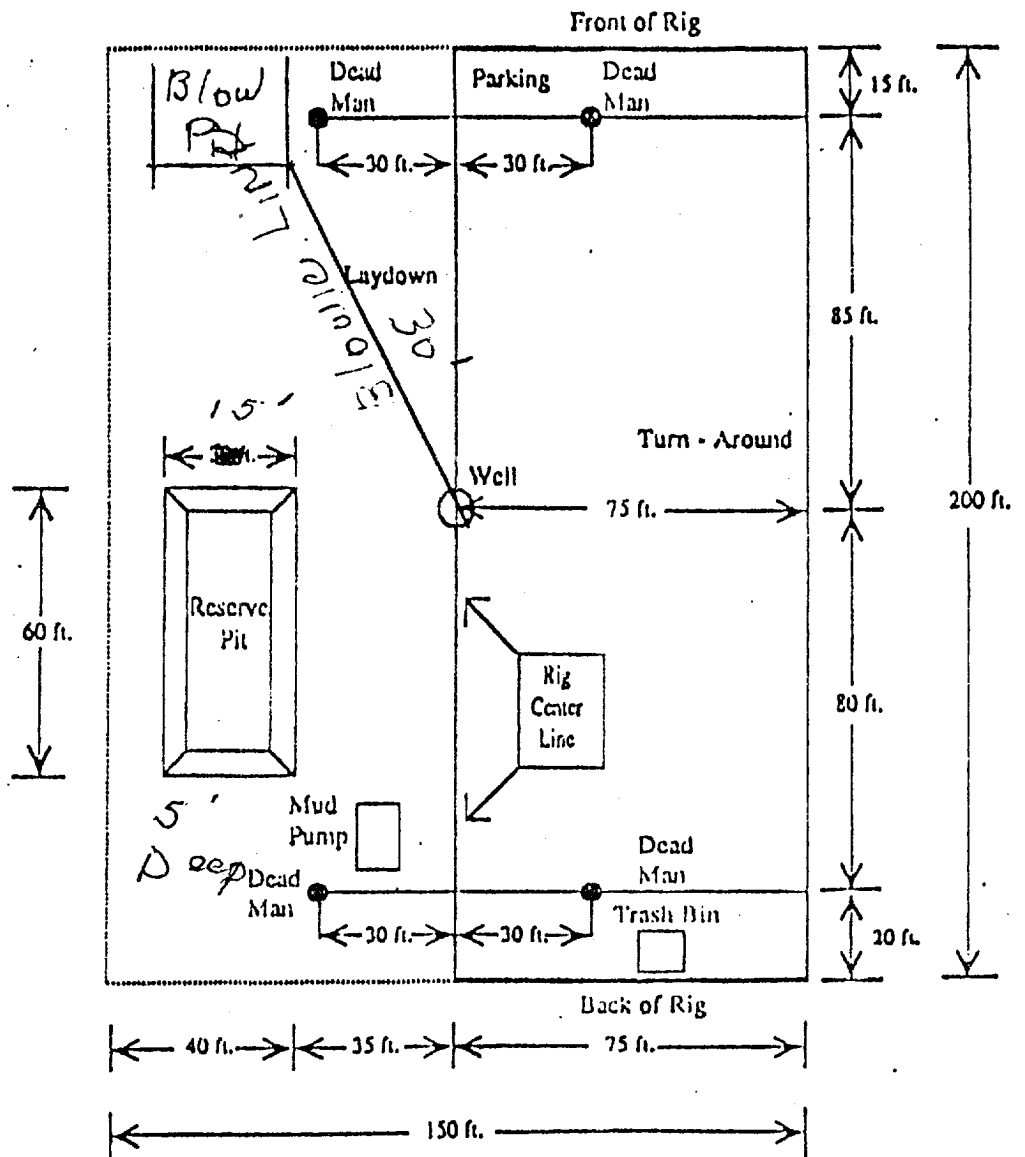 Front of Rig
Blow
Pit
Dead
Man
Parking
Dead
Man
15 ft.
30 ft.
30 ft.
Blouie Line
Laydown
30
85 ft.
15'
Turn - Around
Well
75 ft.
200 ft.
60 ft.
Reserve
Pit
Rig
Center
Line
80 ft.
5'
Deep
Mud
Pump
Dead
Man
Dead
Man
Trash Bin
30 ft.
30 ft.
20 ft.
Back of Rig
40 ft.
35 ft.
75 ft.
150 ft.